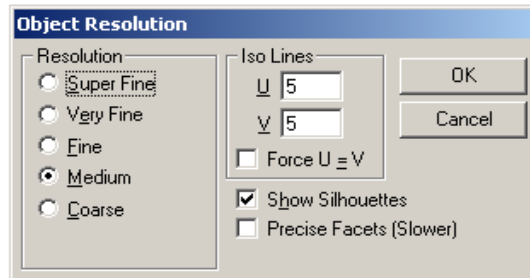 Object Resolution
Resolution
Super Fine
Very Fine
Fine
Medium
Coarse
Iso Lines
U 5
V 5
Force U = V
Show Silhouettes
Precise Facets (Slower)
OK
Cancel